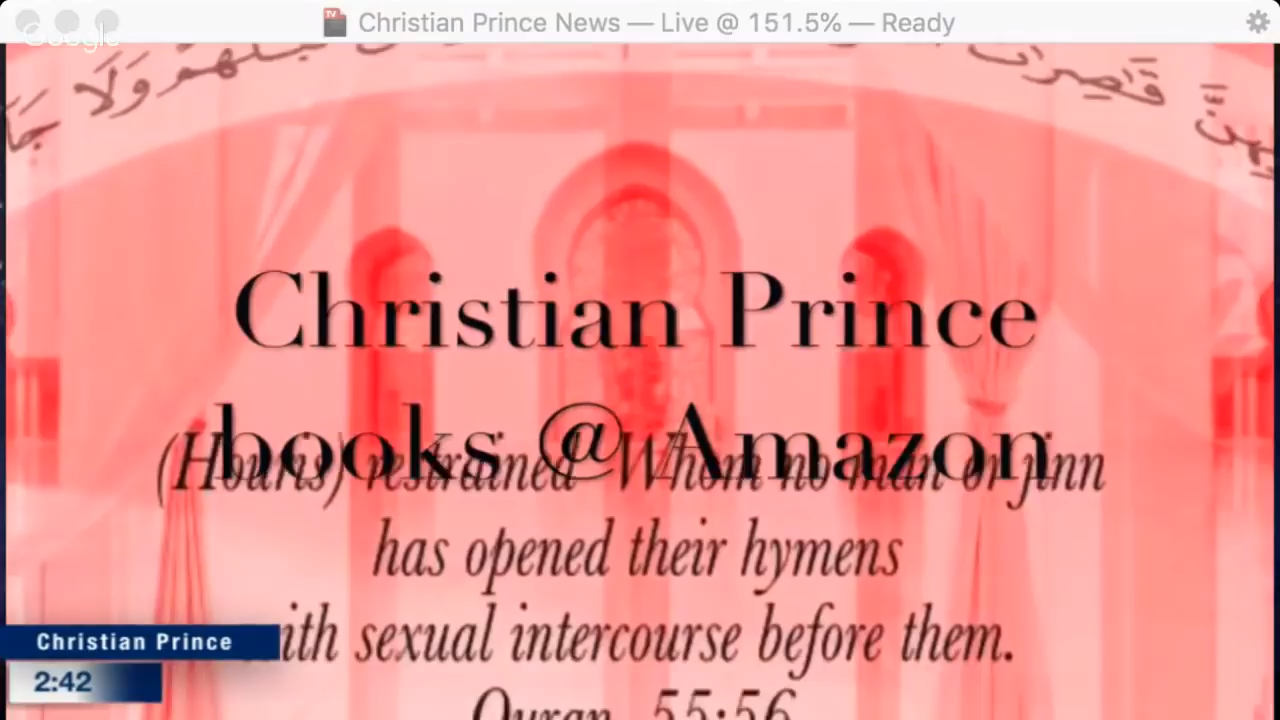 Christian Prince News — Live @ 151.5% — Ready
Google
Christian Prince
books @ Amazon
(Houris) restrained Whom no man or jinn
has opened their hymens
with sexual intercourse before them.
Quran 55:56
Christian Prince
2:42